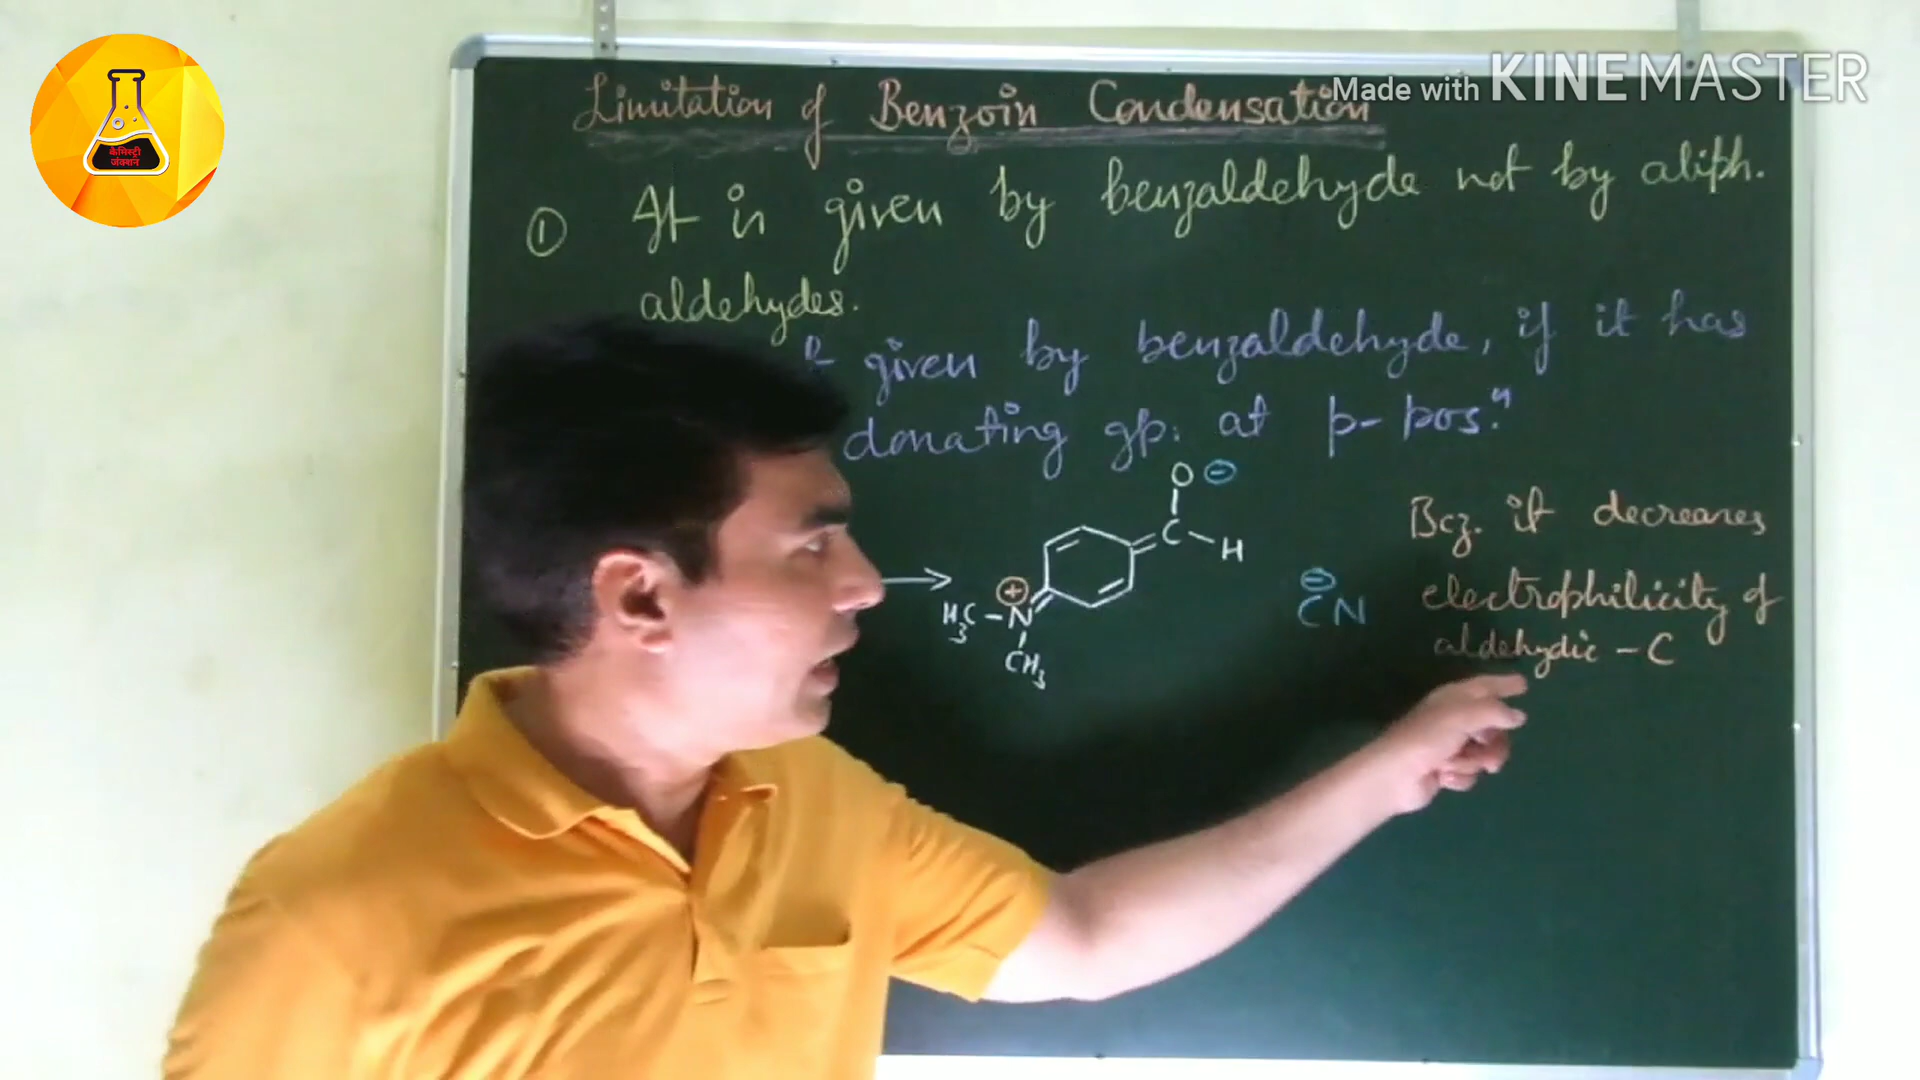 केमिस्ट्री
जंक्शन
Made with KINEMASTER
Limitation of Benzoin Condensation
① It is given by benzaldehyde not by aliph.
aldehydes.
given by benzaldehyde, if it has
donating gp. at p-pos.ⁿ
O ⊖
C
H
⊕
H₃C - N
CH₃
⊖
CN
Bcz. it decreases
electrophilicity of
aldehydic - C